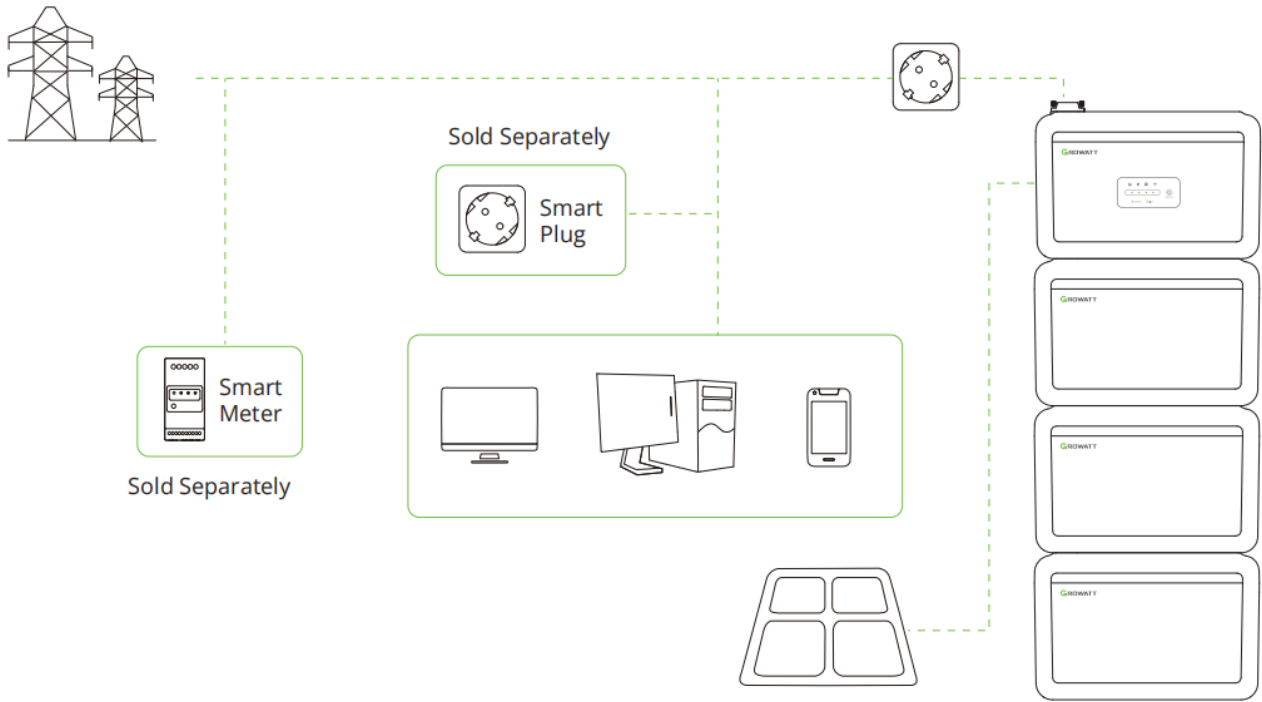 Sold Separately
GROWATT
Smart
Plug
GROWATT
Smart
Meter
GROWATT
Sold Separately
GROWATT